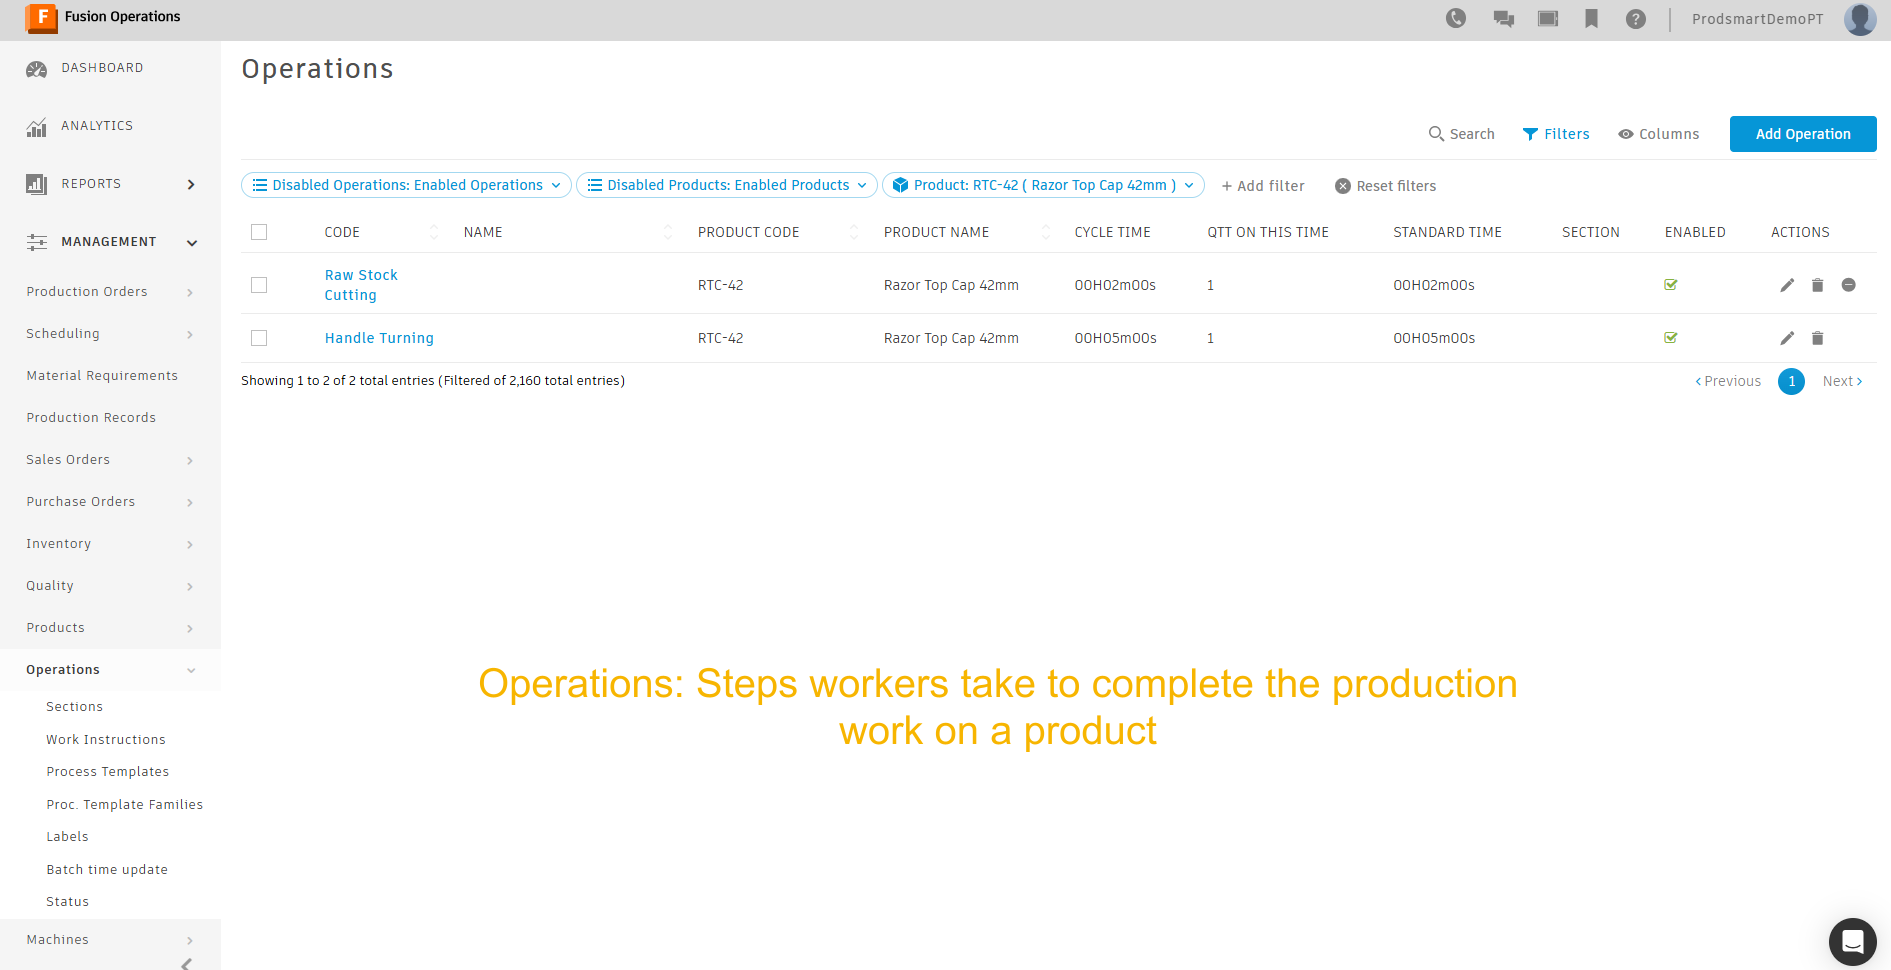 F Fusion Operations
ProdsmartDemoPT
DASHBOARD
ANALYTICS
REPORTS
MANAGEMENT
Production Orders
Scheduling
Material Requirements
Production Records
Sales Orders
Purchase Orders
Inventory
Quality
Products
Operations
Sections
Work Instructions
Process Templates
Proc. Template Families
Labels
Batch time update
Status
Machines
Operations
Search Filters Columns Add Operation
Disabled Operations: Enabled Operations Disabled Products: Enabled Products Product: RTC-42 ( Razor Top Cap 42mm ) + Add filter Reset filters
CODE NAME PRODUCT CODE PRODUCT NAME CYCLE TIME QTT ON THIS TIME STANDARD TIME SECTION ENABLED ACTIONS
Raw Stock
Cutting RTC-42 Razor Top Cap 42mm 00H02m00s 1 00H02m00s
Handle Turning RTC-42 Razor Top Cap 42mm 00H05m00s 1 00H05m00s
Showing 1 to 2 of 2 total entries (Filtered of 2,160 total entries)
Previous 1 Next
Operations: Steps workers take to complete the production
work on a product